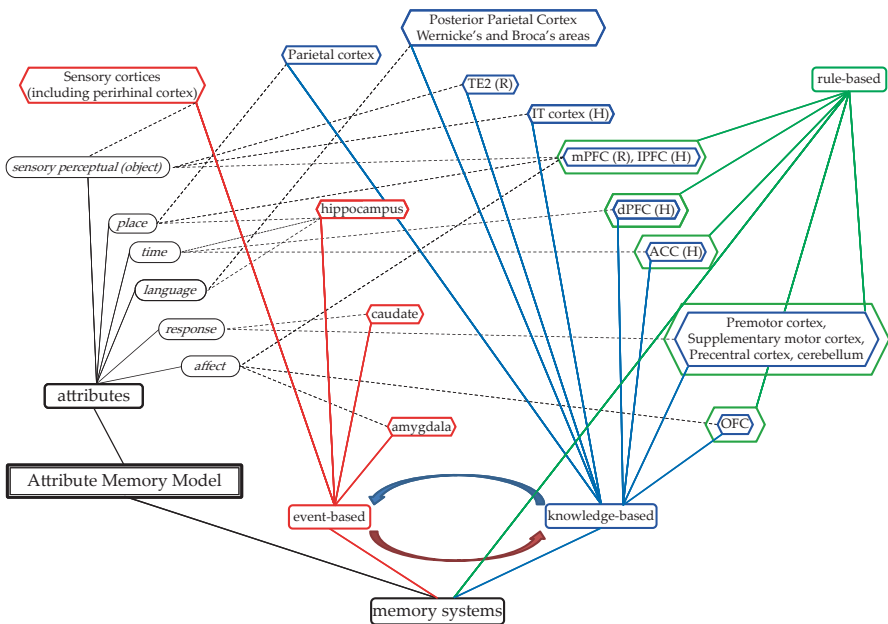 Posterior Parietal Cortex
Wernicke's and Broca's areas
Parietal cortex
Sensory cortices
(including perirhinal cortex)
rule-based
TE2 (R)
IT cortex (H)
mPFC (R), lPFC (H)
sensory perceptual (object)
place
hippocampus
dPFC (H)
time
ACC (H)
language
response
caudate
Premotor cortex,
Supplementary motor cortex,
Precentral cortex, cerebellum
affect
attributes
amygdala
OFC
Attribute Memory Model
event-based
knowledge-based
memory systems